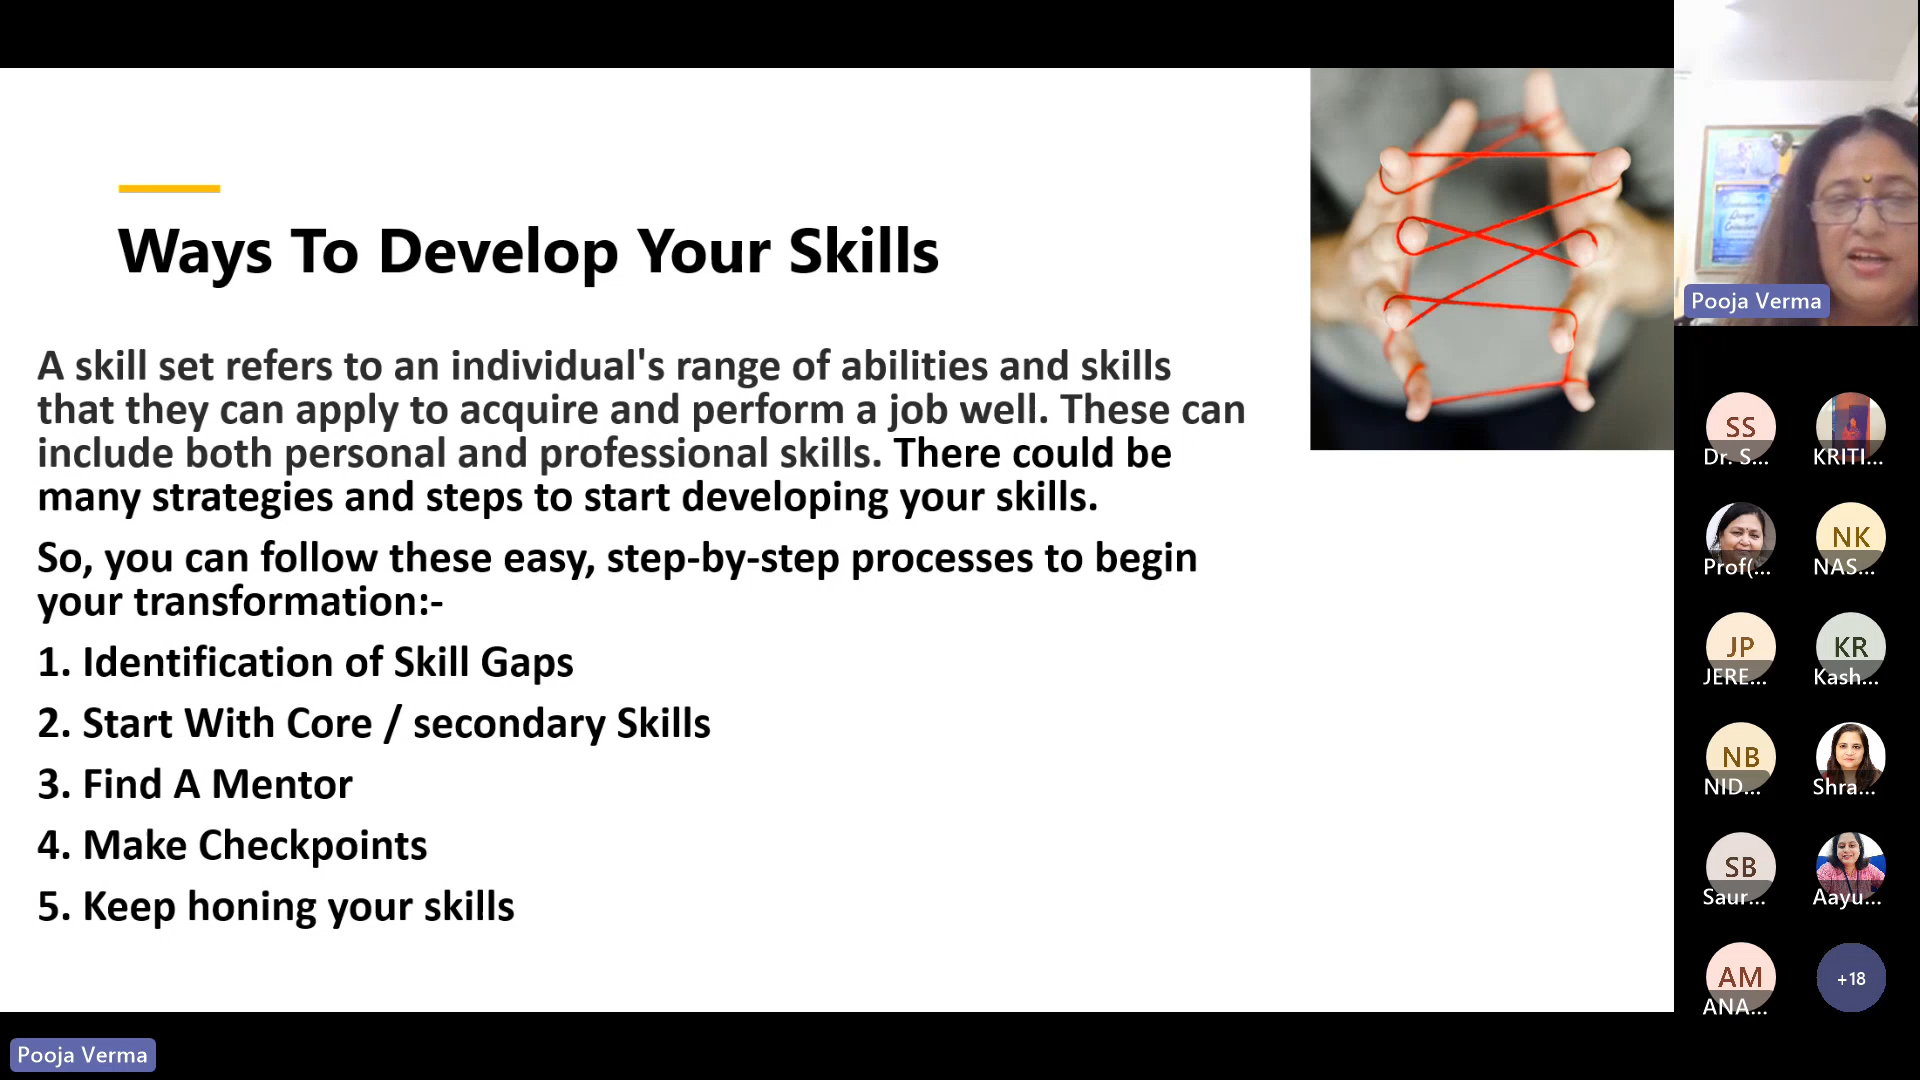 Ways To Develop Your Skills
A skill set refers to an individual's range of abilities and skills
that they can apply to acquire and perform a job well. These can
include both personal and professional skills. There could be
many strategies and steps to start developing your skills.
So, you can follow these easy, step-by-step processes to begin
your transformation:-
1. Identification of Skill Gaps
2. Start With Core / secondary Skills
3. Find A Mentor
4. Make Checkpoints
5. Keep honing your skills
Pooja Verma
Pooja Verma
SS
Dr. S...
KRITI...
Prof(...
NK
NAS...
JP
JERE...
KR
Kash...
NB
NID...
Shra...
SB
Saur...
Aayu...
AM
ANA...
+18